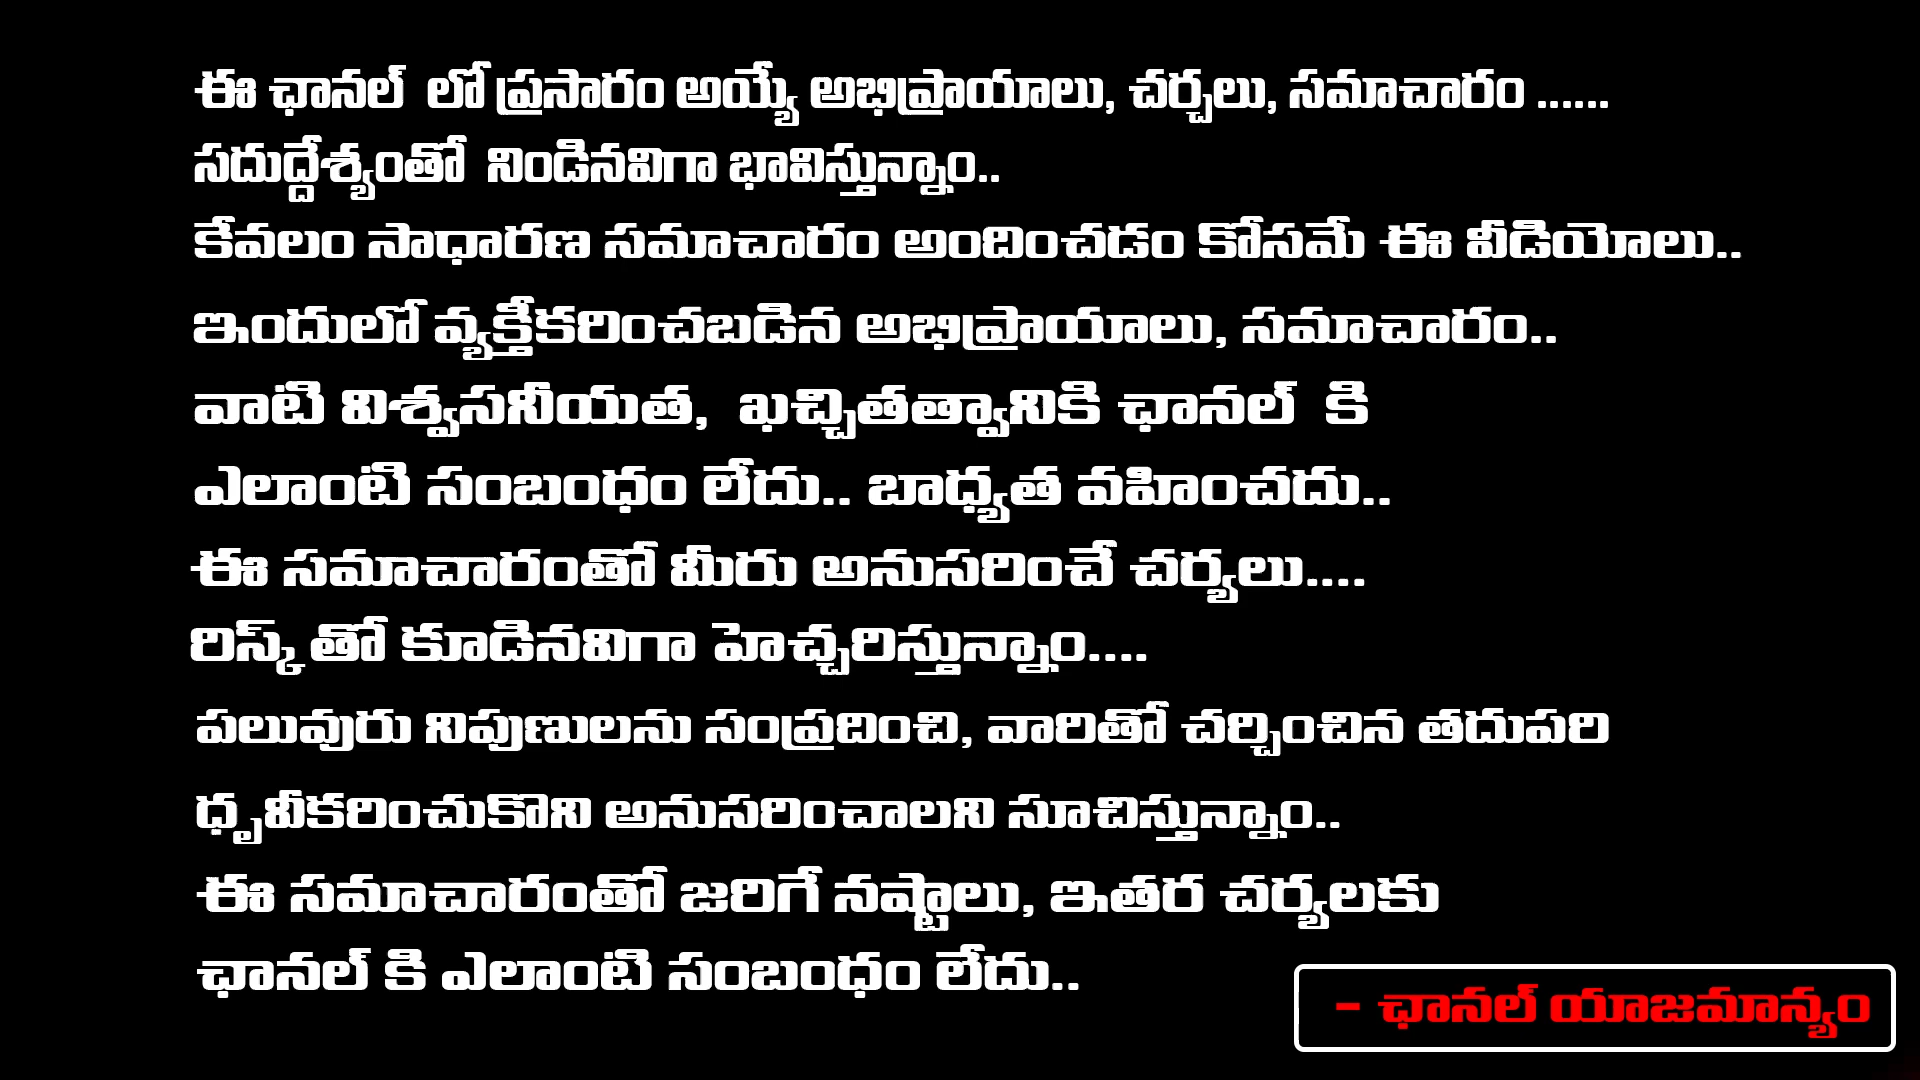 ఈ ఛానల్ లో ప్రసారం అయ్యే అభిప్రాయాలు, చర్చలు, సమాచారం ......
సదుద్దేశ్యంతో నిండినవిగా భావిస్తున్నాం..
కేవలం సాధారణ సమాచారం అందించడం కోసమే ఈ వీడియోలు..
ఇందులో వ్యక్తీకరించబడిన అభిప్రాయాలు, సమాచారం..
వాటి విశ్వసనీయత, ఖచ్చితత్వానికి ఛానల్ కి
ఎలాంటి సంబంధం లేదు.. బాధ్యత వహించదు..
ఈ సమాచారంతో మీరు అనుసరించే చర్యలు....
రిస్క్ తో కూడినవిగా హెచ్చరిస్తున్నాం....
పలువురు నిపుణులను సంప్రదించి, వారితో చర్చించిన తదుపరి
ధృవీకరించుకొని అనుసరించాలని సూచిస్తున్నాం..
ఈ సమాచారంతో జరిగే నష్టాలు, ఇతర చర్యలకు
ఛానల్ కి ఎలాంటి సంబంధం లేదు..
- ఛానల్ యాజమాన్యం